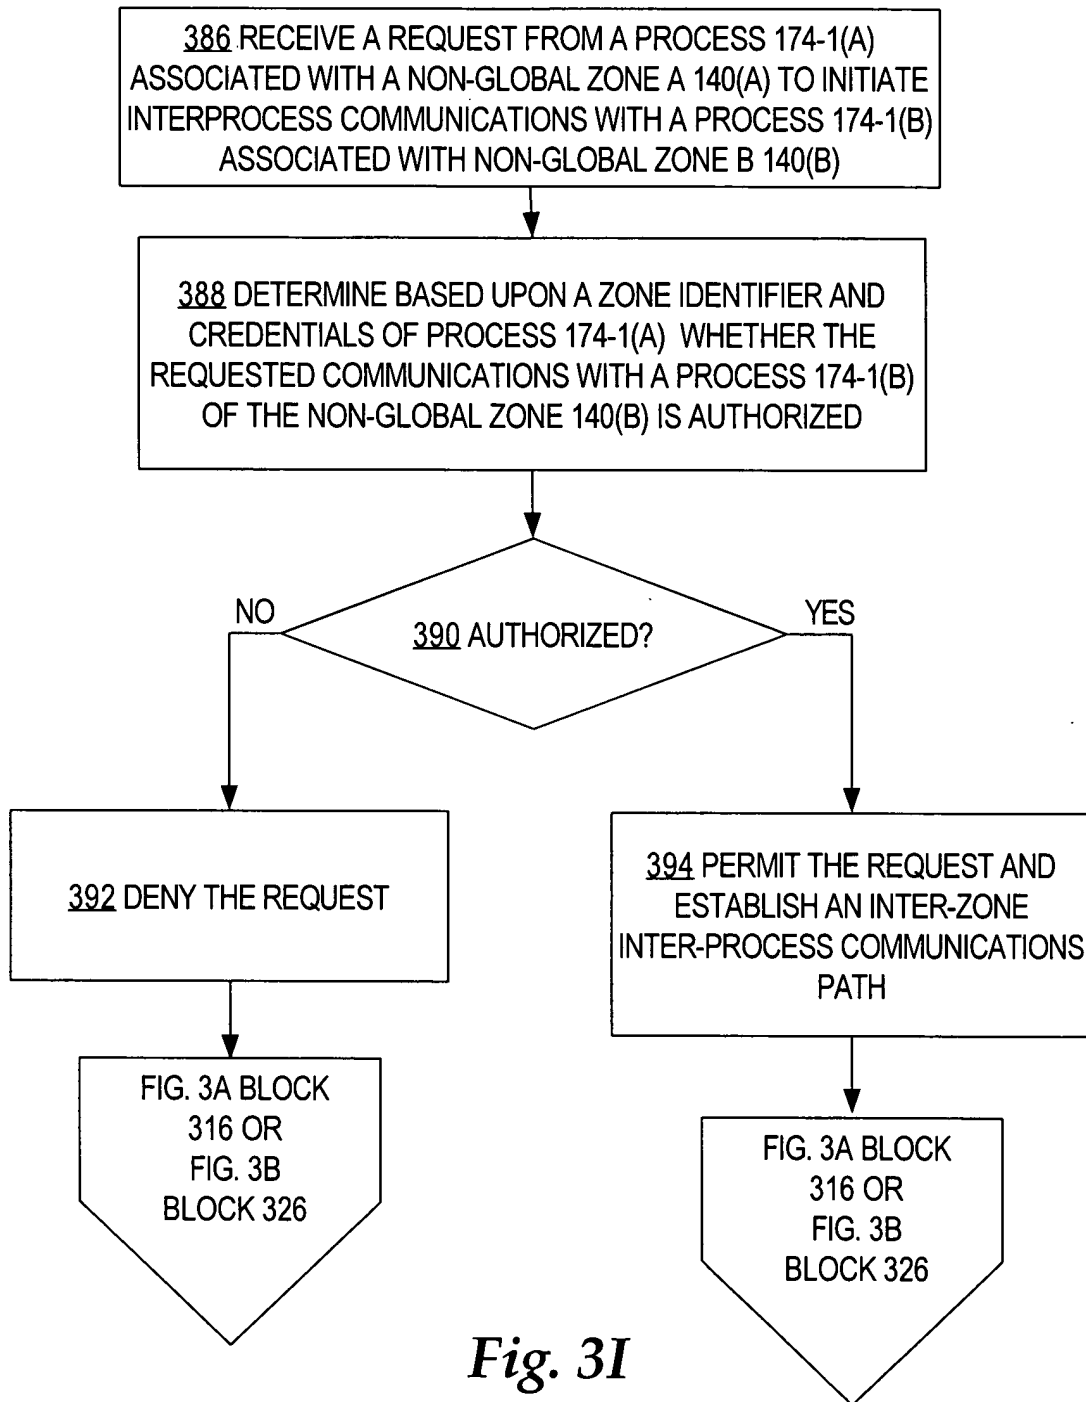 386 RECEIVE A REQUEST FROM A PROCESS 174-1(A)
ASSOCIATED WITH A NON-GLOBAL ZONE A 140(A) TO INITIATE
INTERPROCESS COMMUNICATIONS WITH A PROCESS 174-1(B)
ASSOCIATED WITH NON-GLOBAL ZONE B 140(B)
388 DETERMINE BASED UPON A ZONE IDENTIFIER AND
CREDENTIALS OF PROCESS 174-1(A) WHETHER THE
REQUESTED COMMUNICATIONS WITH A PROCESS 174-1(B)
OF THE NON-GLOBAL ZONE 140(B) IS AUTHORIZED
390 AUTHORIZED?
NO
YES
392 DENY THE REQUEST
394 PERMIT THE REQUEST AND
ESTABLISH AN INTER-ZONE
INTER-PROCESS COMMUNICATIONS
PATH
FIG. 3A BLOCK
316 OR
FIG. 3B
BLOCK 326
FIG. 3A BLOCK
316 OR
FIG. 3B
BLOCK 326
Fig. 3I